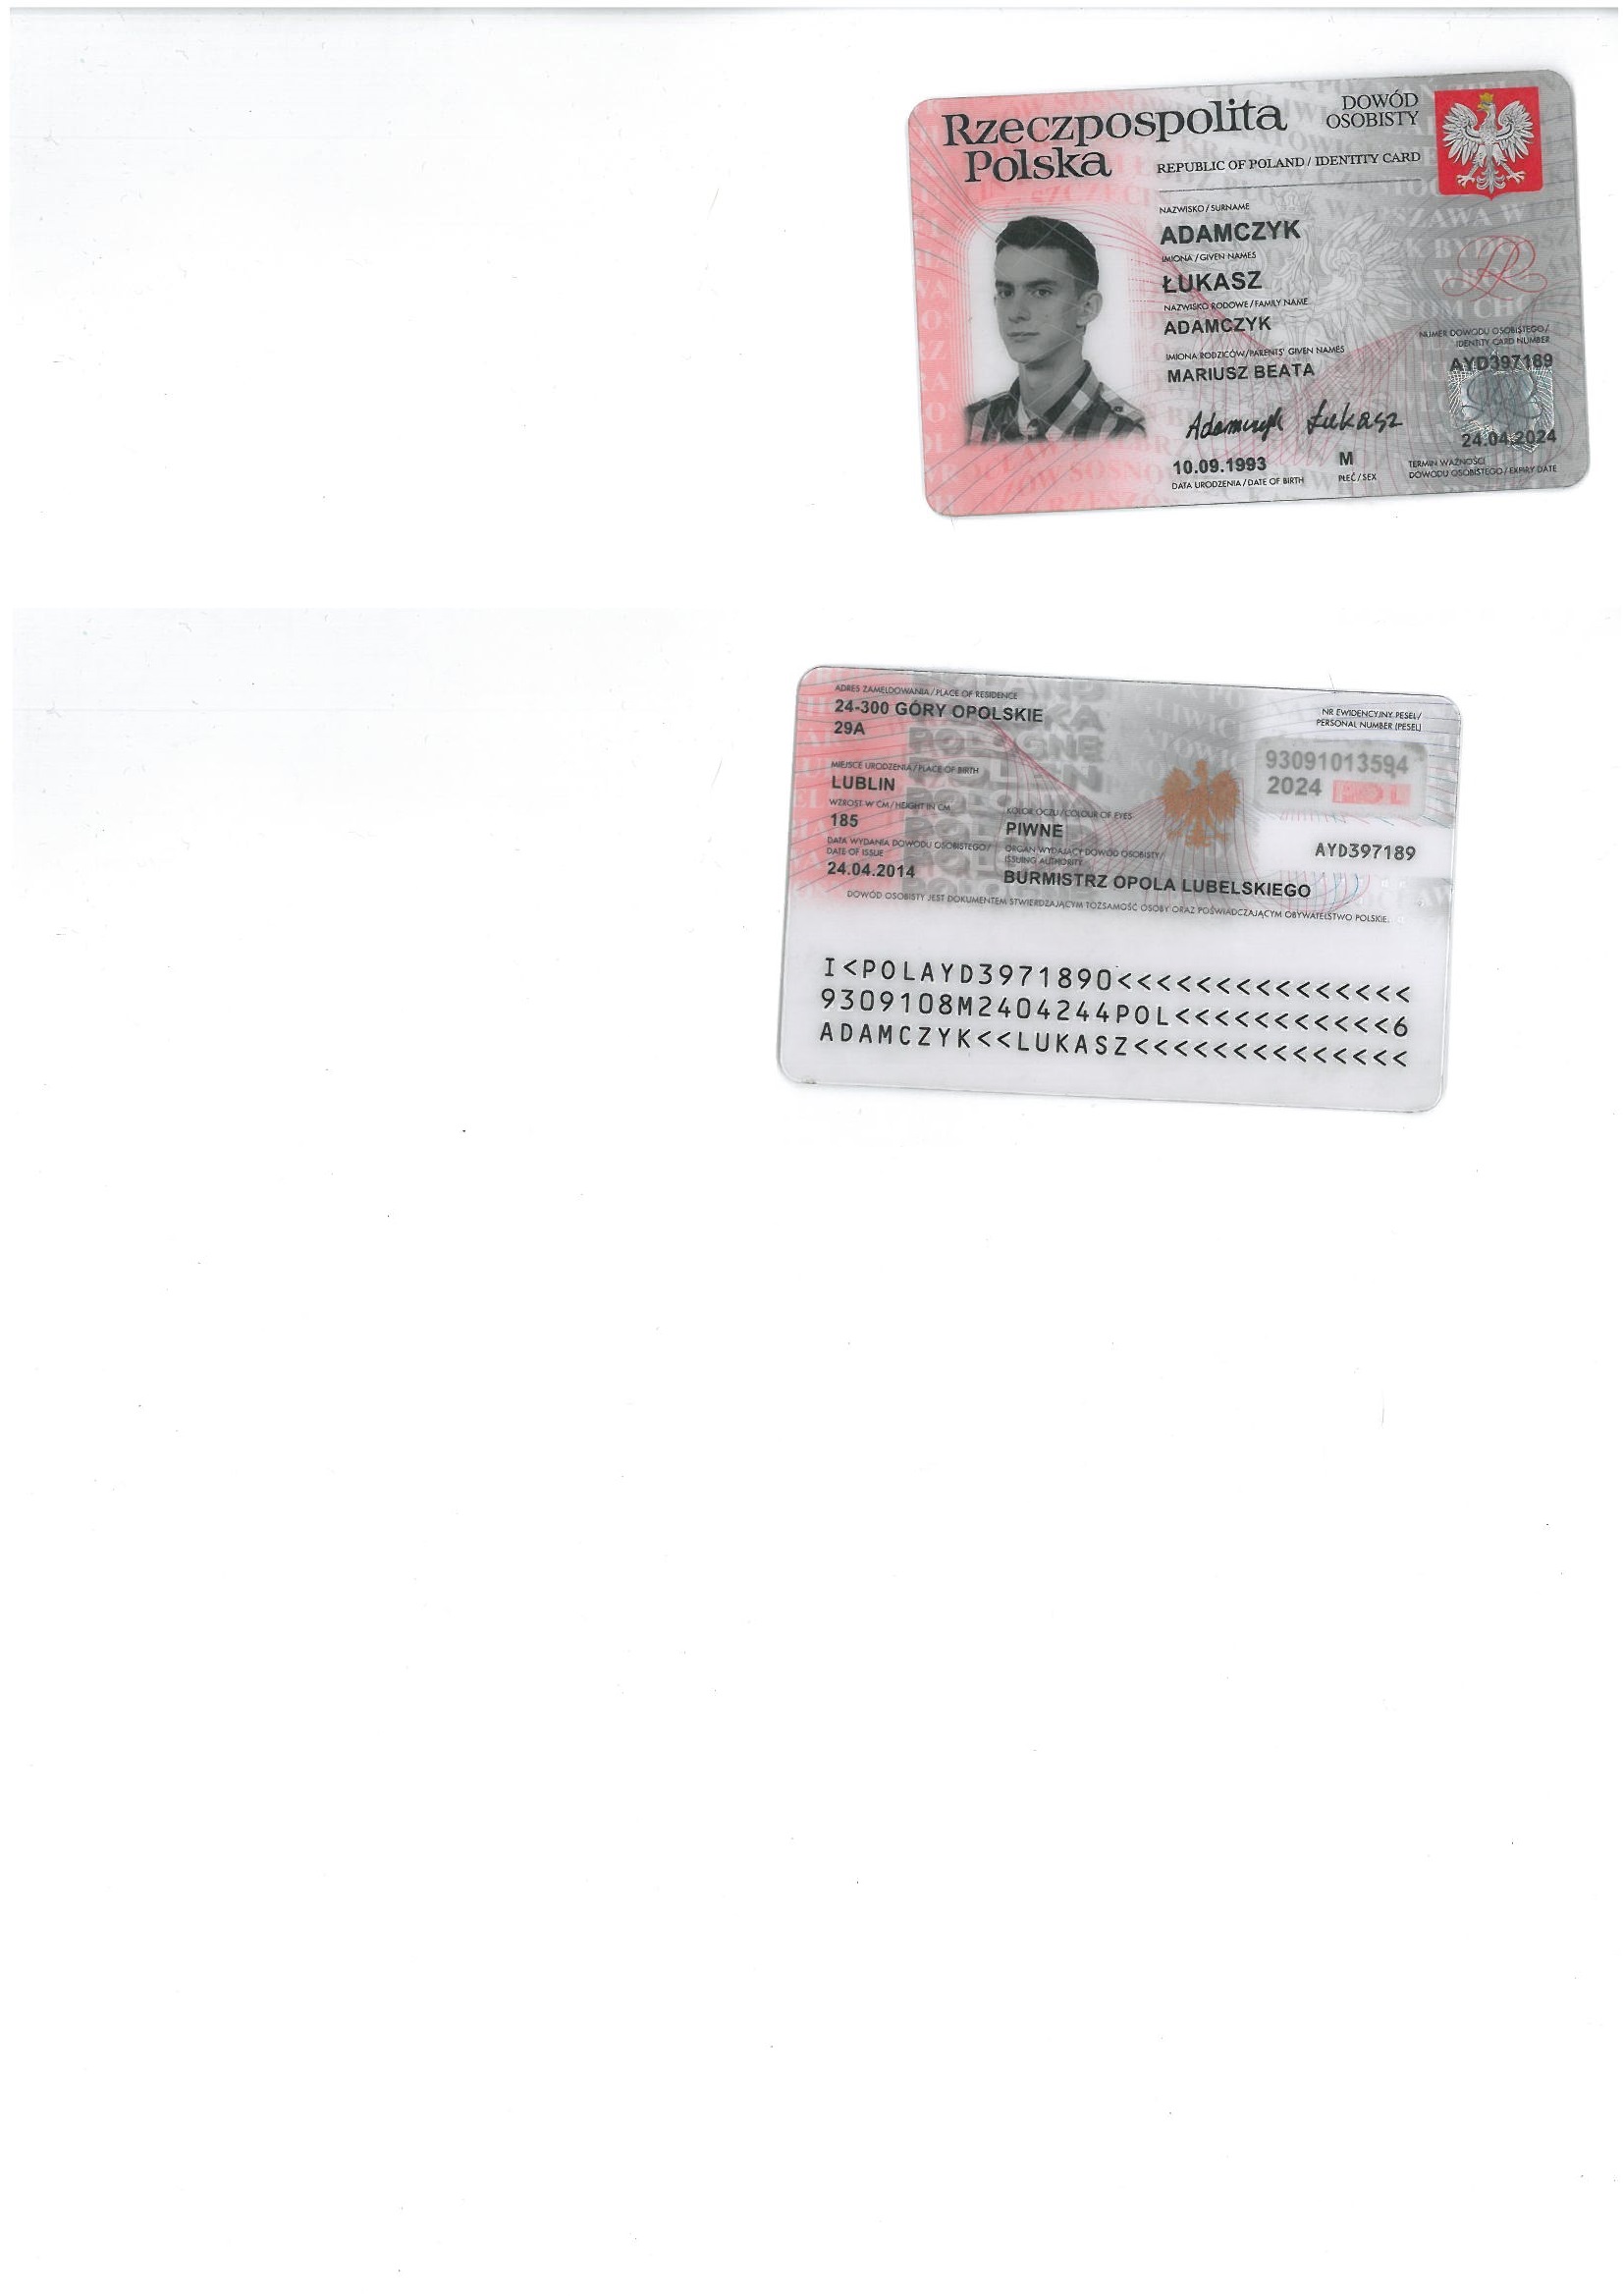 Rzeczpospolita
Polska
DOWÓD
OSOBISTY
REPUBLIC OF POLAND / IDENTITY CARD
NAZWISKO / SURNAME
ADAMCZYK
IMIONA / GIVEN NAMES
ŁUKASZ
NAZWISKO RODOWE / FAMILY NAME
ADAMCZYK
IMIONA RODZICÓW/PARENTS' GIVEN NAMES
MARIUSZ BEATA
NUMER DOWODU OSOBISTEGO/
IDENTITY CARD NUMBER
AYD397189
Adamczyk Łukasz
24.04.2024
10.09.1993
M
DATA URODZENIA / DATE OF BIRTH
PŁEĆ / SEX
TERMIN WAŻNOŚCI
DOWODU OSOBISTEGO / EXPIRY DATE
ADRES ZAMELDOWANIA / PLACE OF RESIDENCE
24-300 GÓRY OPOLSKIE
29A
NR EWIDENCYJNY PESEL/
PERSONAL NUMBER (PESEL)
93091013594
2024 POL
MIEJSCE URODZENIA / PLACE OF BIRTH
LUBLIN
WZROST W CM / HEIGHT IN CM
185
KOLOR OCZU / COLOUR OF EYES
PIWNE
AYD397189
DATA WYDANIA DOWODU OSOBISTEGO/
DATE OF ISSUE
24.04.2014
ORGAN WYDAJĄCY DOWÓD OSOBISTY/
ISSUING AUTHORITY
BURMISTRZ OPOLA LUBELSKIEGO
DOWÓD OSOBISTY JEST DOKUMENTEM STWIERDZAJĄCYM TOŻSAMOŚĆ OSOBY ORAZ POŚWIADCZAJĄCYM OBYWATELSTWO POLSKIE.
I<POLAYD3971890<<<<<<<<<<<<<<<
9309108M2404244POL<<<<<<<<<<<6
ADAMCZYK<<LUKASZ<<<<<<<<<<<<<<